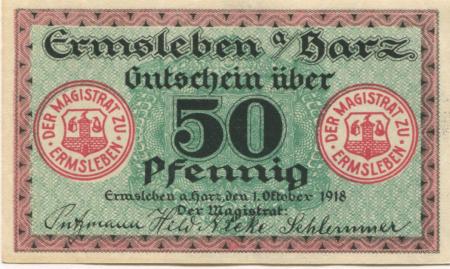 Ermsleben a/Harz
Gutschein über
50
Pfennig
DER MAGISTRAT ZU · ERMSLEBEN ·
DER MAGISTRAT ZU · ERMSLEBEN ·
Ermsleben a.Harz, den 1. Oktober 1918
Der Magistrat:
Schlemmer